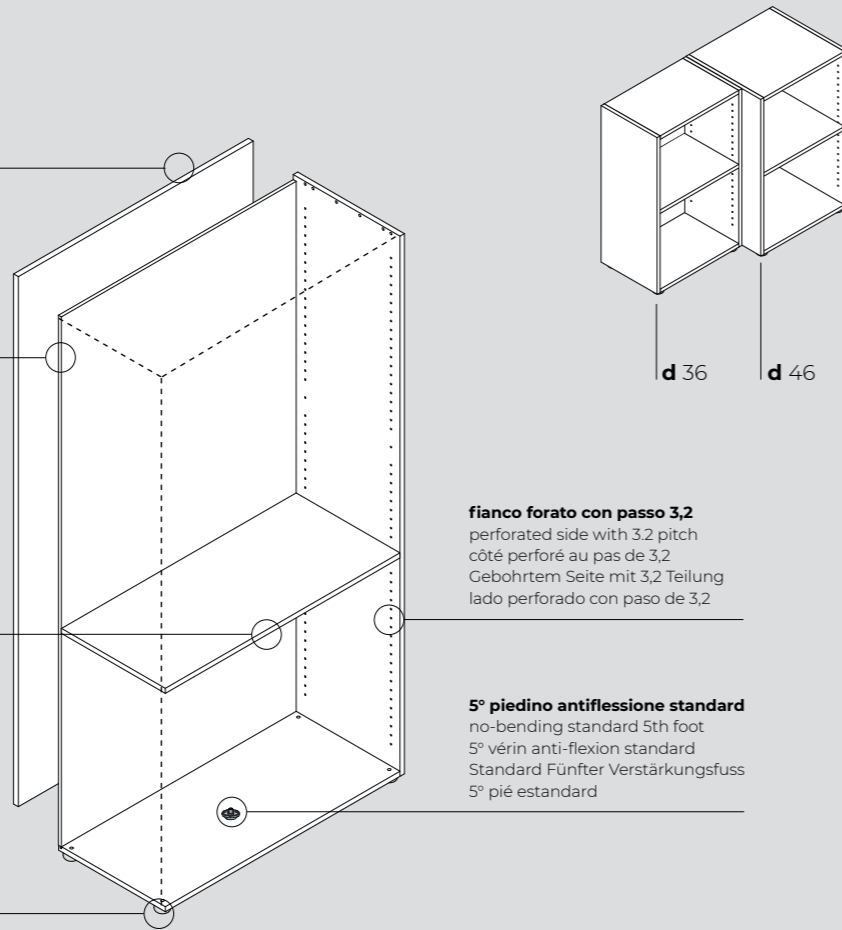 d 36
d 46
fianco forato con passo 3,2
perforated side with 3.2 pitch
côté perforé au pas de 3,2
Gebohrtem Seite mit 3,2 Teilung
lado perforado con paso de 3,2
5° piedino antiflessione standard
no-bending standard 5th foot
5° vérin anti-flexion standard
Standard Fünfter Verstärkungsfuss
5° pié estandard